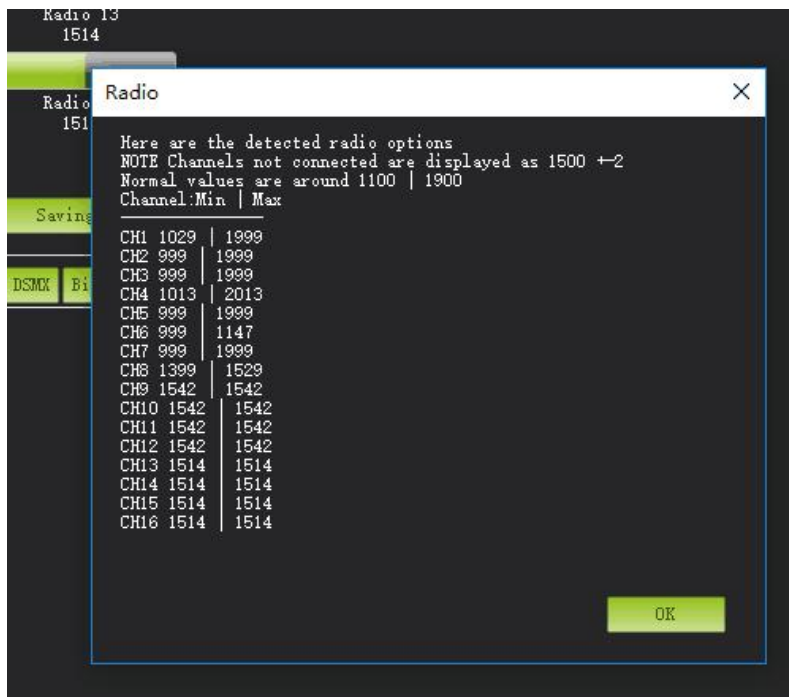 Radio 13
1514
Radio
151
Saving
DSMX
Bi
Radio
Here are the detected radio options
NOTE Channels not connected are displayed as 1500 +-2
Normal values are around 1100 | 1900
Channel:Min | Max
CH1 1029 | 1999
CH2 999 | 1999
CH3 999 | 1999
CH4 1013 | 2013
CH5 999 | 1999
CH6 999 | 1147
CH7 999 | 1999
CH8 1399 | 1529
CH9 1542 | 1542
CH10 1542 | 1542
CH11 1542 | 1542
CH12 1542 | 1542
CH13 1514 | 1514
CH14 1514 | 1514
CH15 1514 | 1514
CH16 1514 | 1514
OK